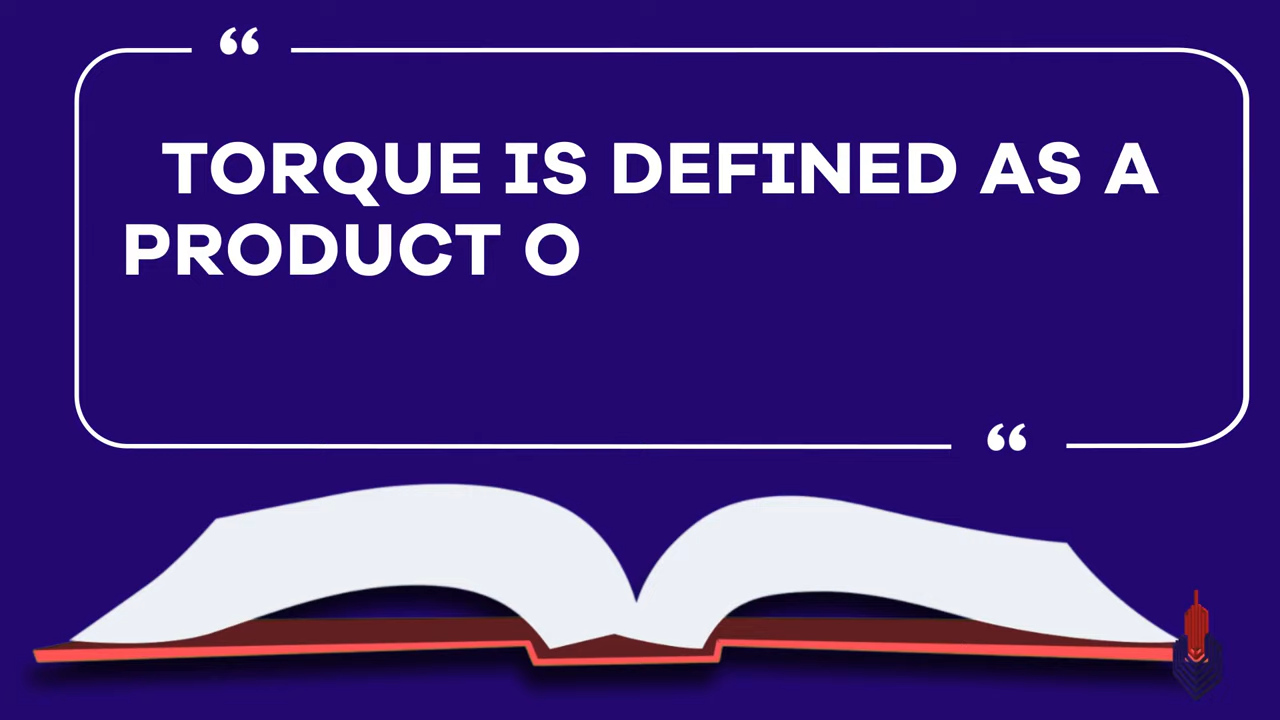 “
TORQUE IS DEFINED AS A
PRODUCT O
“